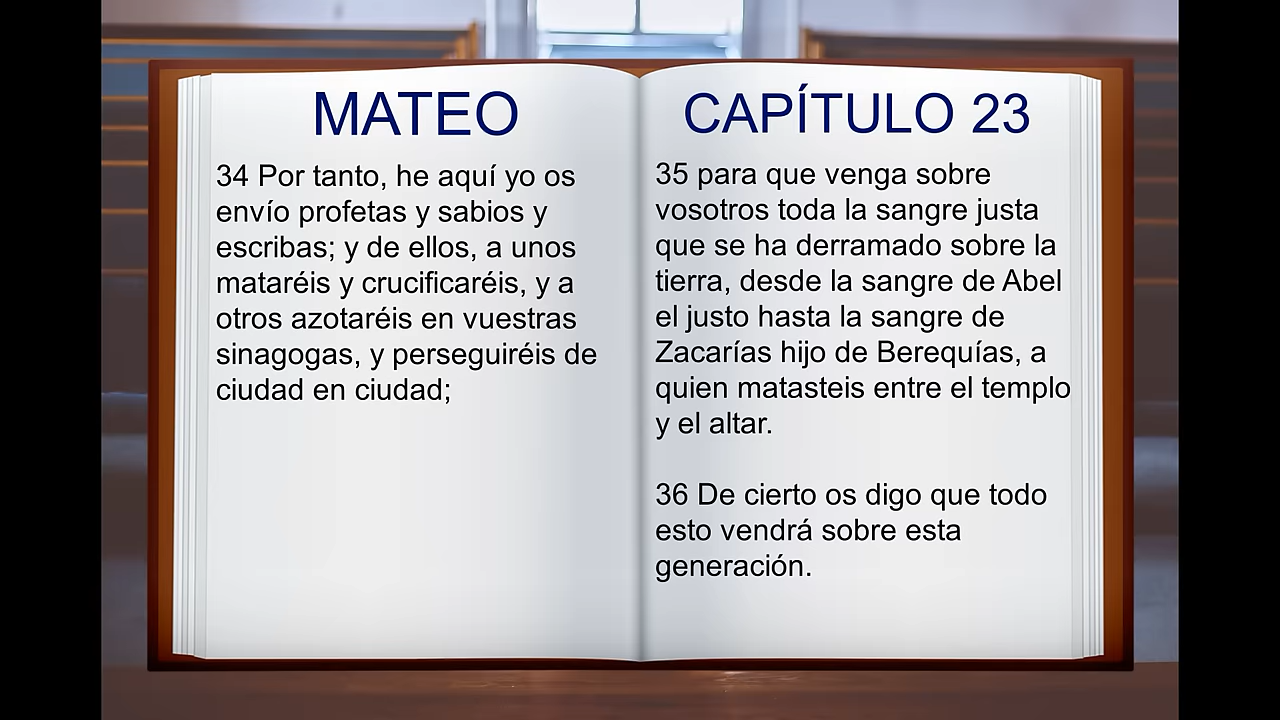 MATEO
34 Por tanto, he aquí yo os
envío profetas y sabios y
escribas; y de ellos, a unos
mataréis y crucificaréis, y a
otros azotaréis en vuestras
sinagogas, y perseguiréis de
ciudad en ciudad;
CAPÍTULO 23
35 para que venga sobre
vosotros toda la sangre justa
que se ha derramado sobre la
tierra, desde la sangre de Abel
el justo hasta la sangre de
Zacarías hijo de Berequías, a
quien matasteis entre el templo
y el altar.
36 De cierto os digo que todo
esto vendrá sobre esta
generación.